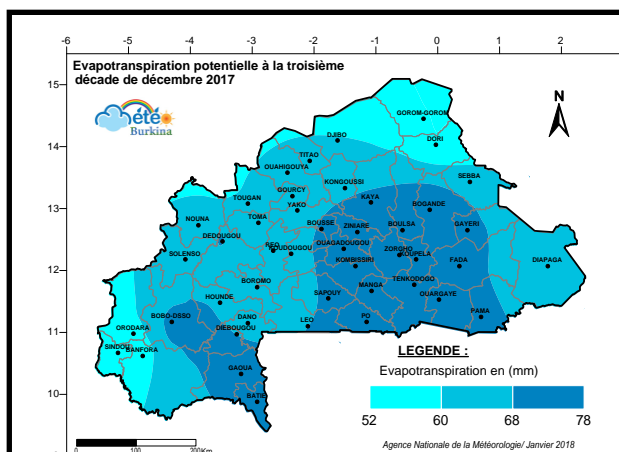 -6 -5 -4 -3 -2 -1 0 1 2
Evapotranspiration potentielle à la troisième
décade de décembre 2017
été
Burkina
N
15
14
13
12
11
10
GOROM-GOROM
DJIBO
DORI
TITAO
OUAHIGOUYA
KONGOUSSI
SEBBA
TOUGAN
GOURCY
KAYA
YAKO
BOGANDE
NOUNA
TOMA
BOUSSE
ZINIARE
BOULSA
GAYERI
DEDOUGOU
REO
KOUDOUGOU
OUAGADOUGOU
ZORGHO
KOUPELA
SOLENSO
KOMBISSIRI
FADA
DIAPAGA
BOROMO
TENKODOGO
HOUNDE
SAPOUY
MANGA
OUARGAYE
BOBO-DSSO
DANO
LEO
PO
PAMA
ORODARA
DIEBOUGOU
SINDOU
BANFORA
GAOUA
BATIE
LEGENDE :
Evapotranspiration en (mm)
52 60 68 78
0 100 200Km
Agence Nationale de la Météorologie/ Janvier 2018